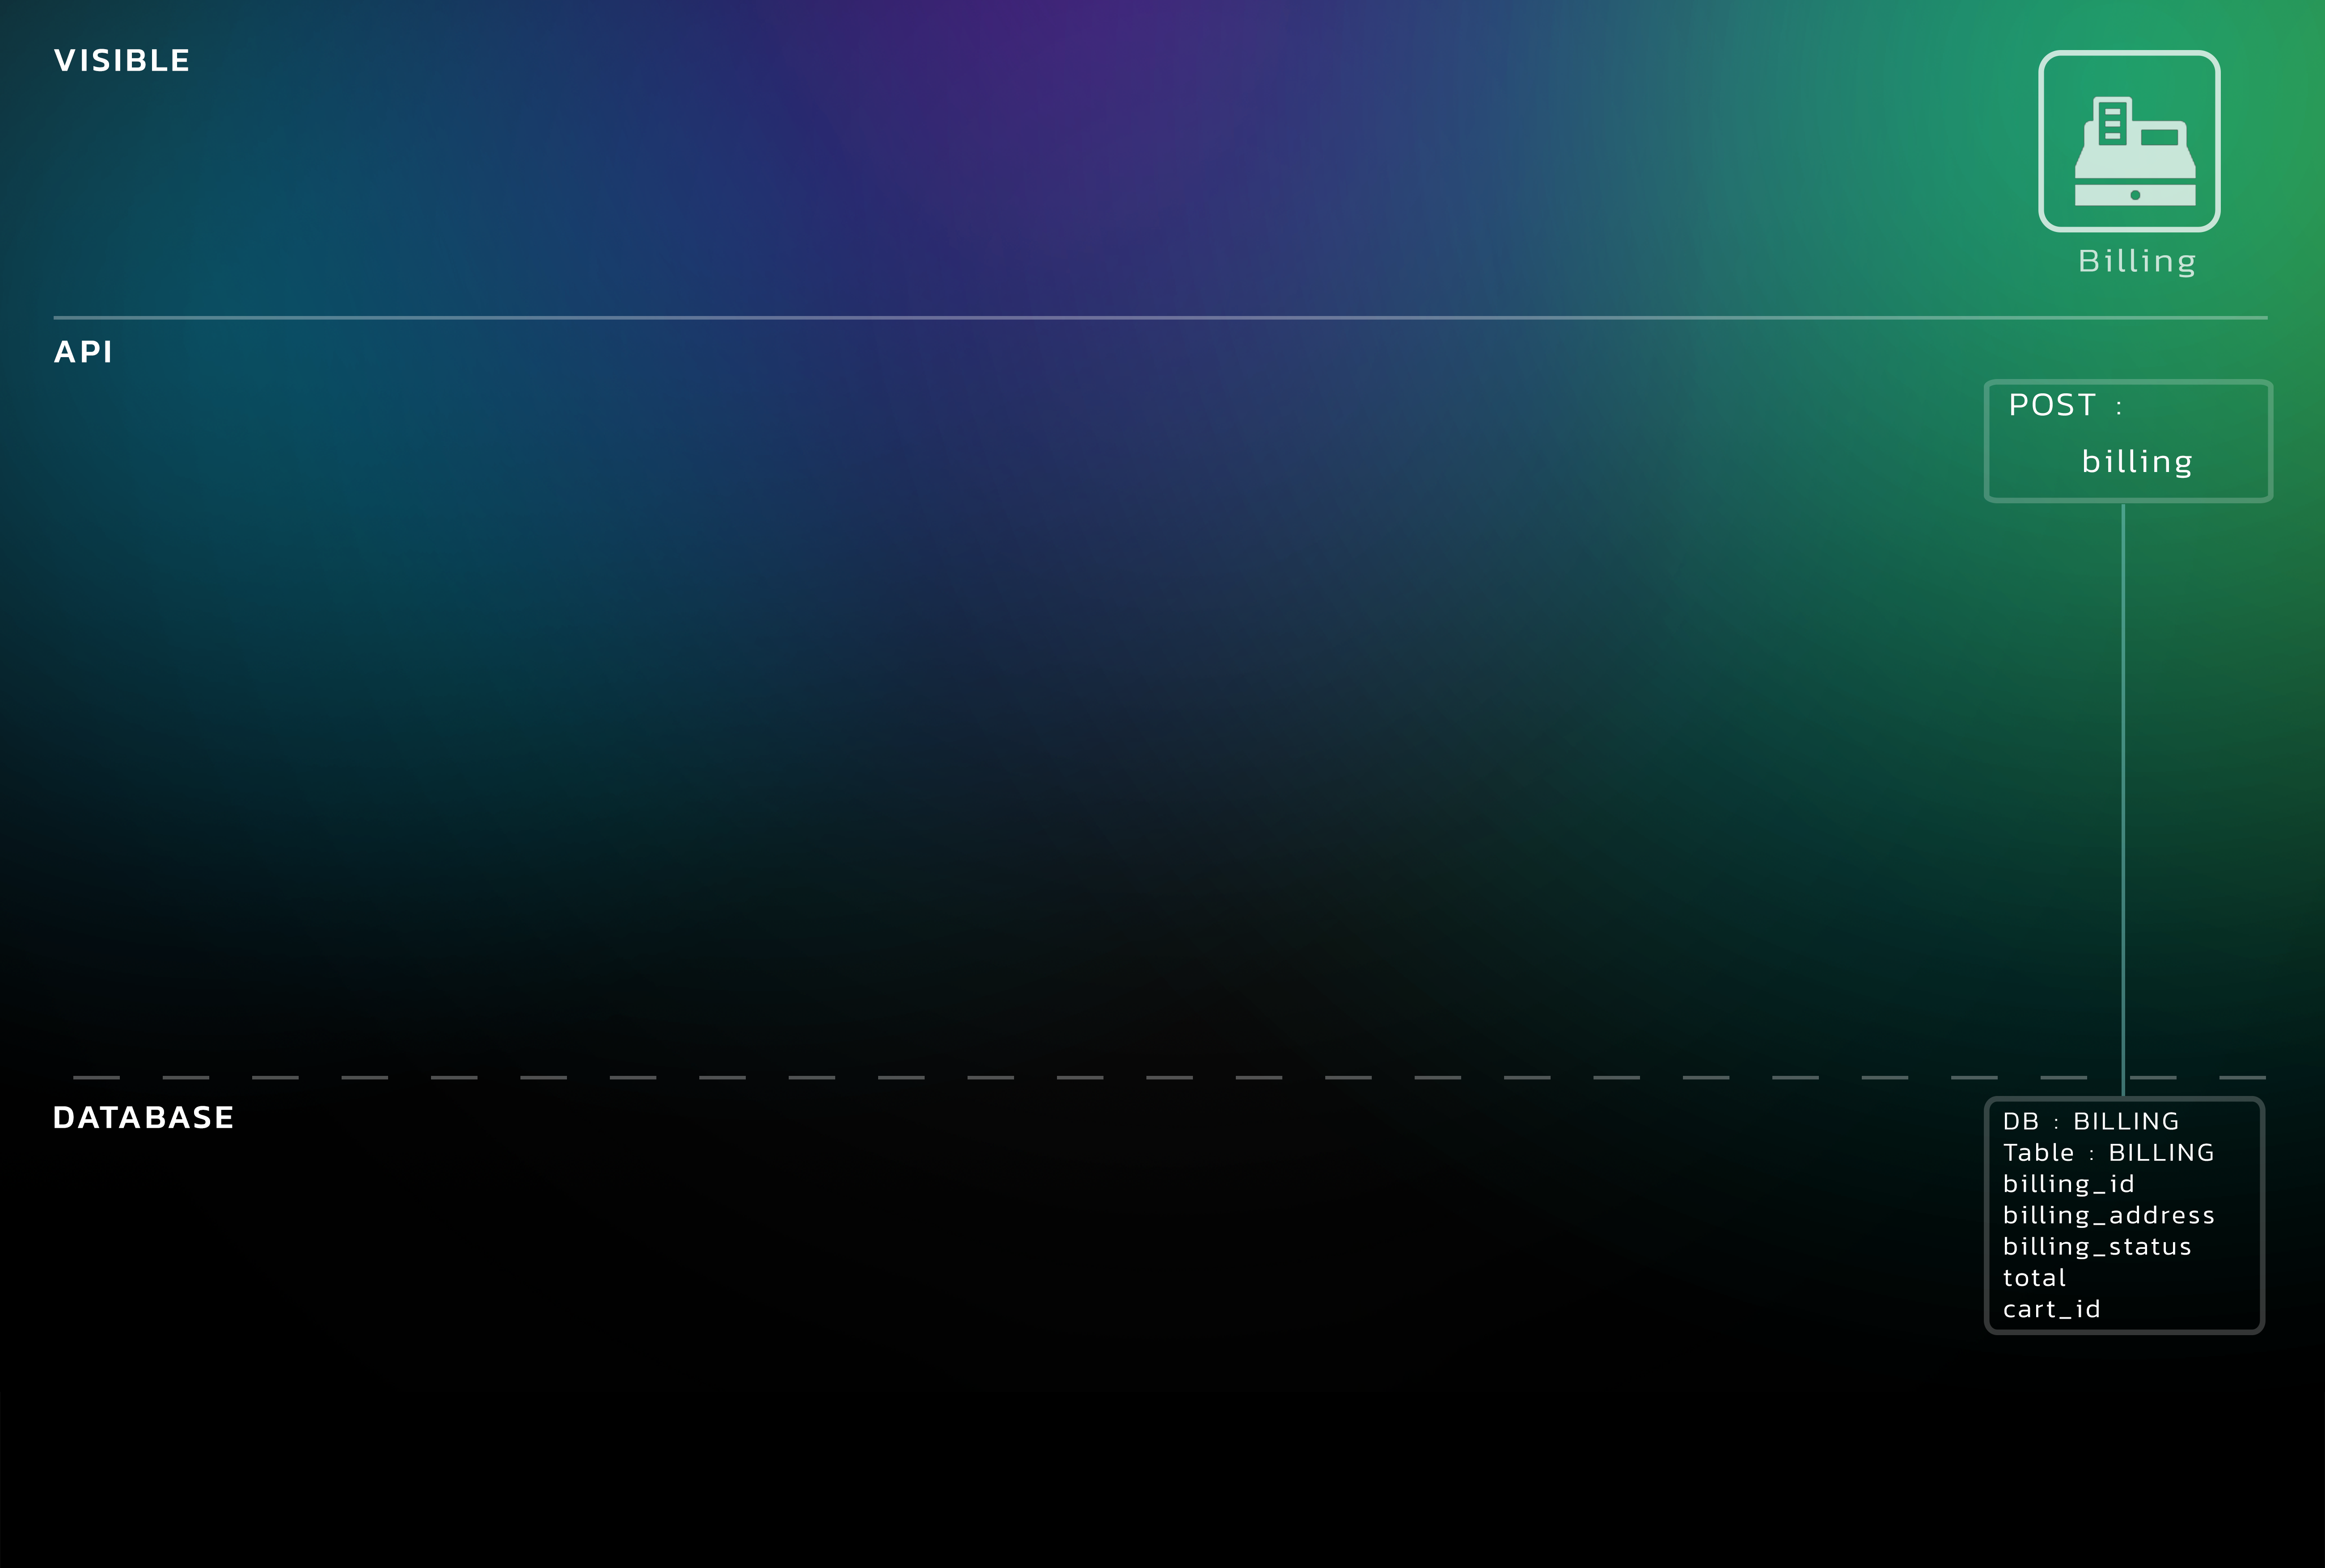 VISIBLE
Billing
API
POST :
billing
DATABASE
DB : BILLING
Table : BILLING
billing_id
billing_address
billing_status
total
cart_id